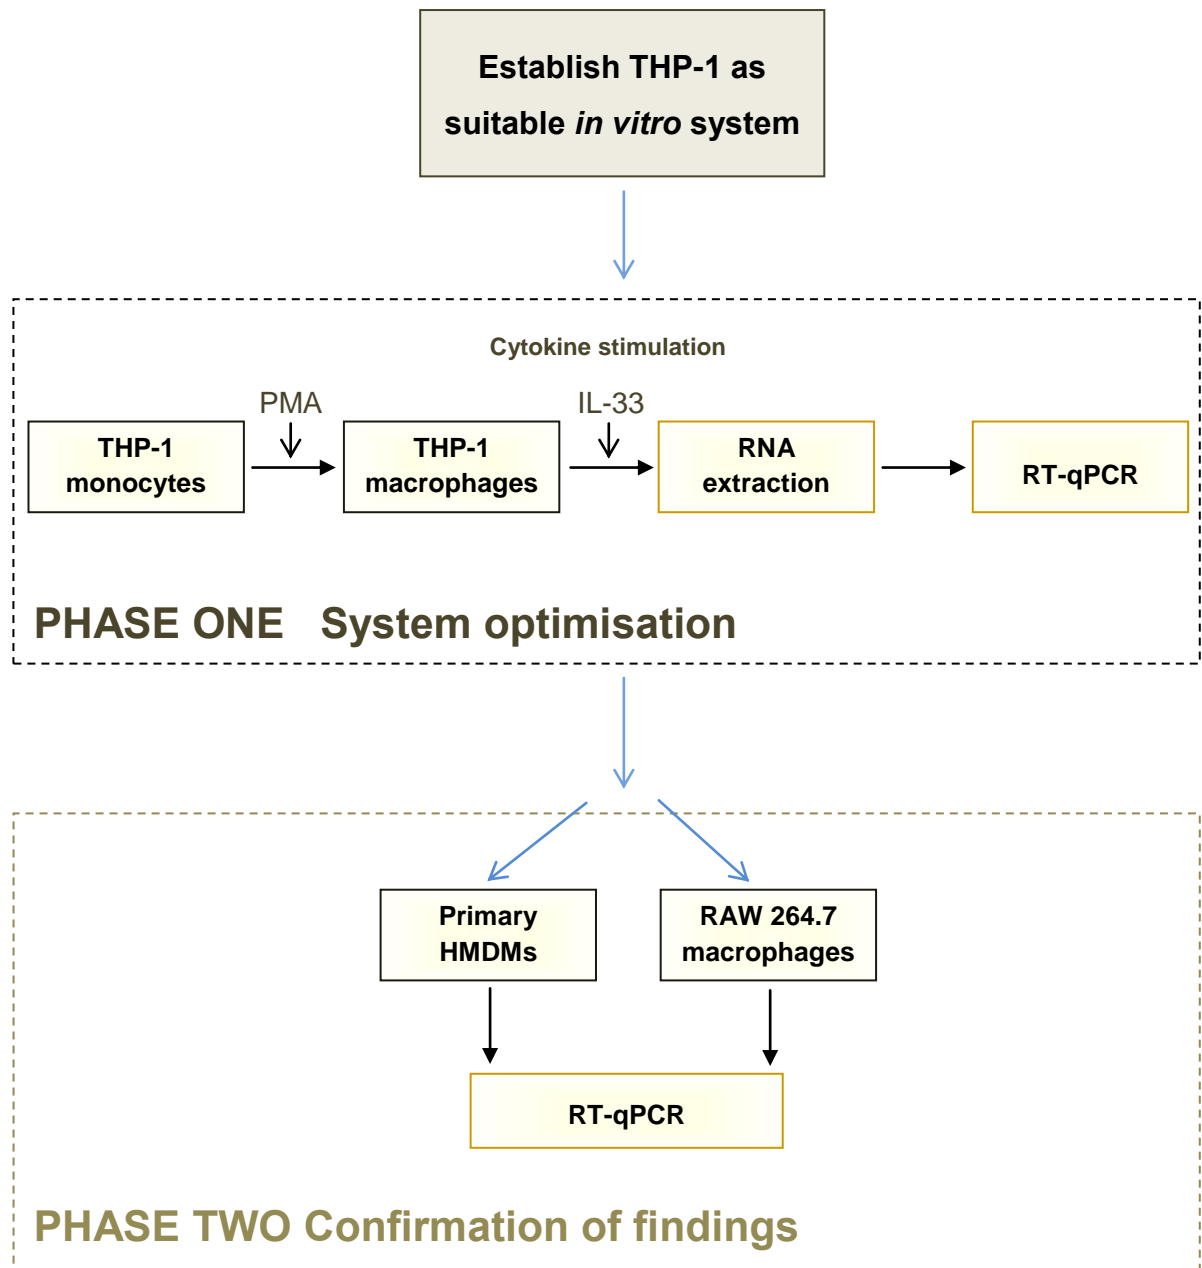 Establish THP-1 as
suitable in vitro system
Cytokine stimulation
PMA
IL-33
THP-1
monocytes
THP-1
macrophages
RNA
extraction
RT-qPCR
PHASE ONE   System optimisation
Primary
HMDMs
RAW 264.7
macrophages
RT-qPCR
PHASE TWO Confirmation of findings